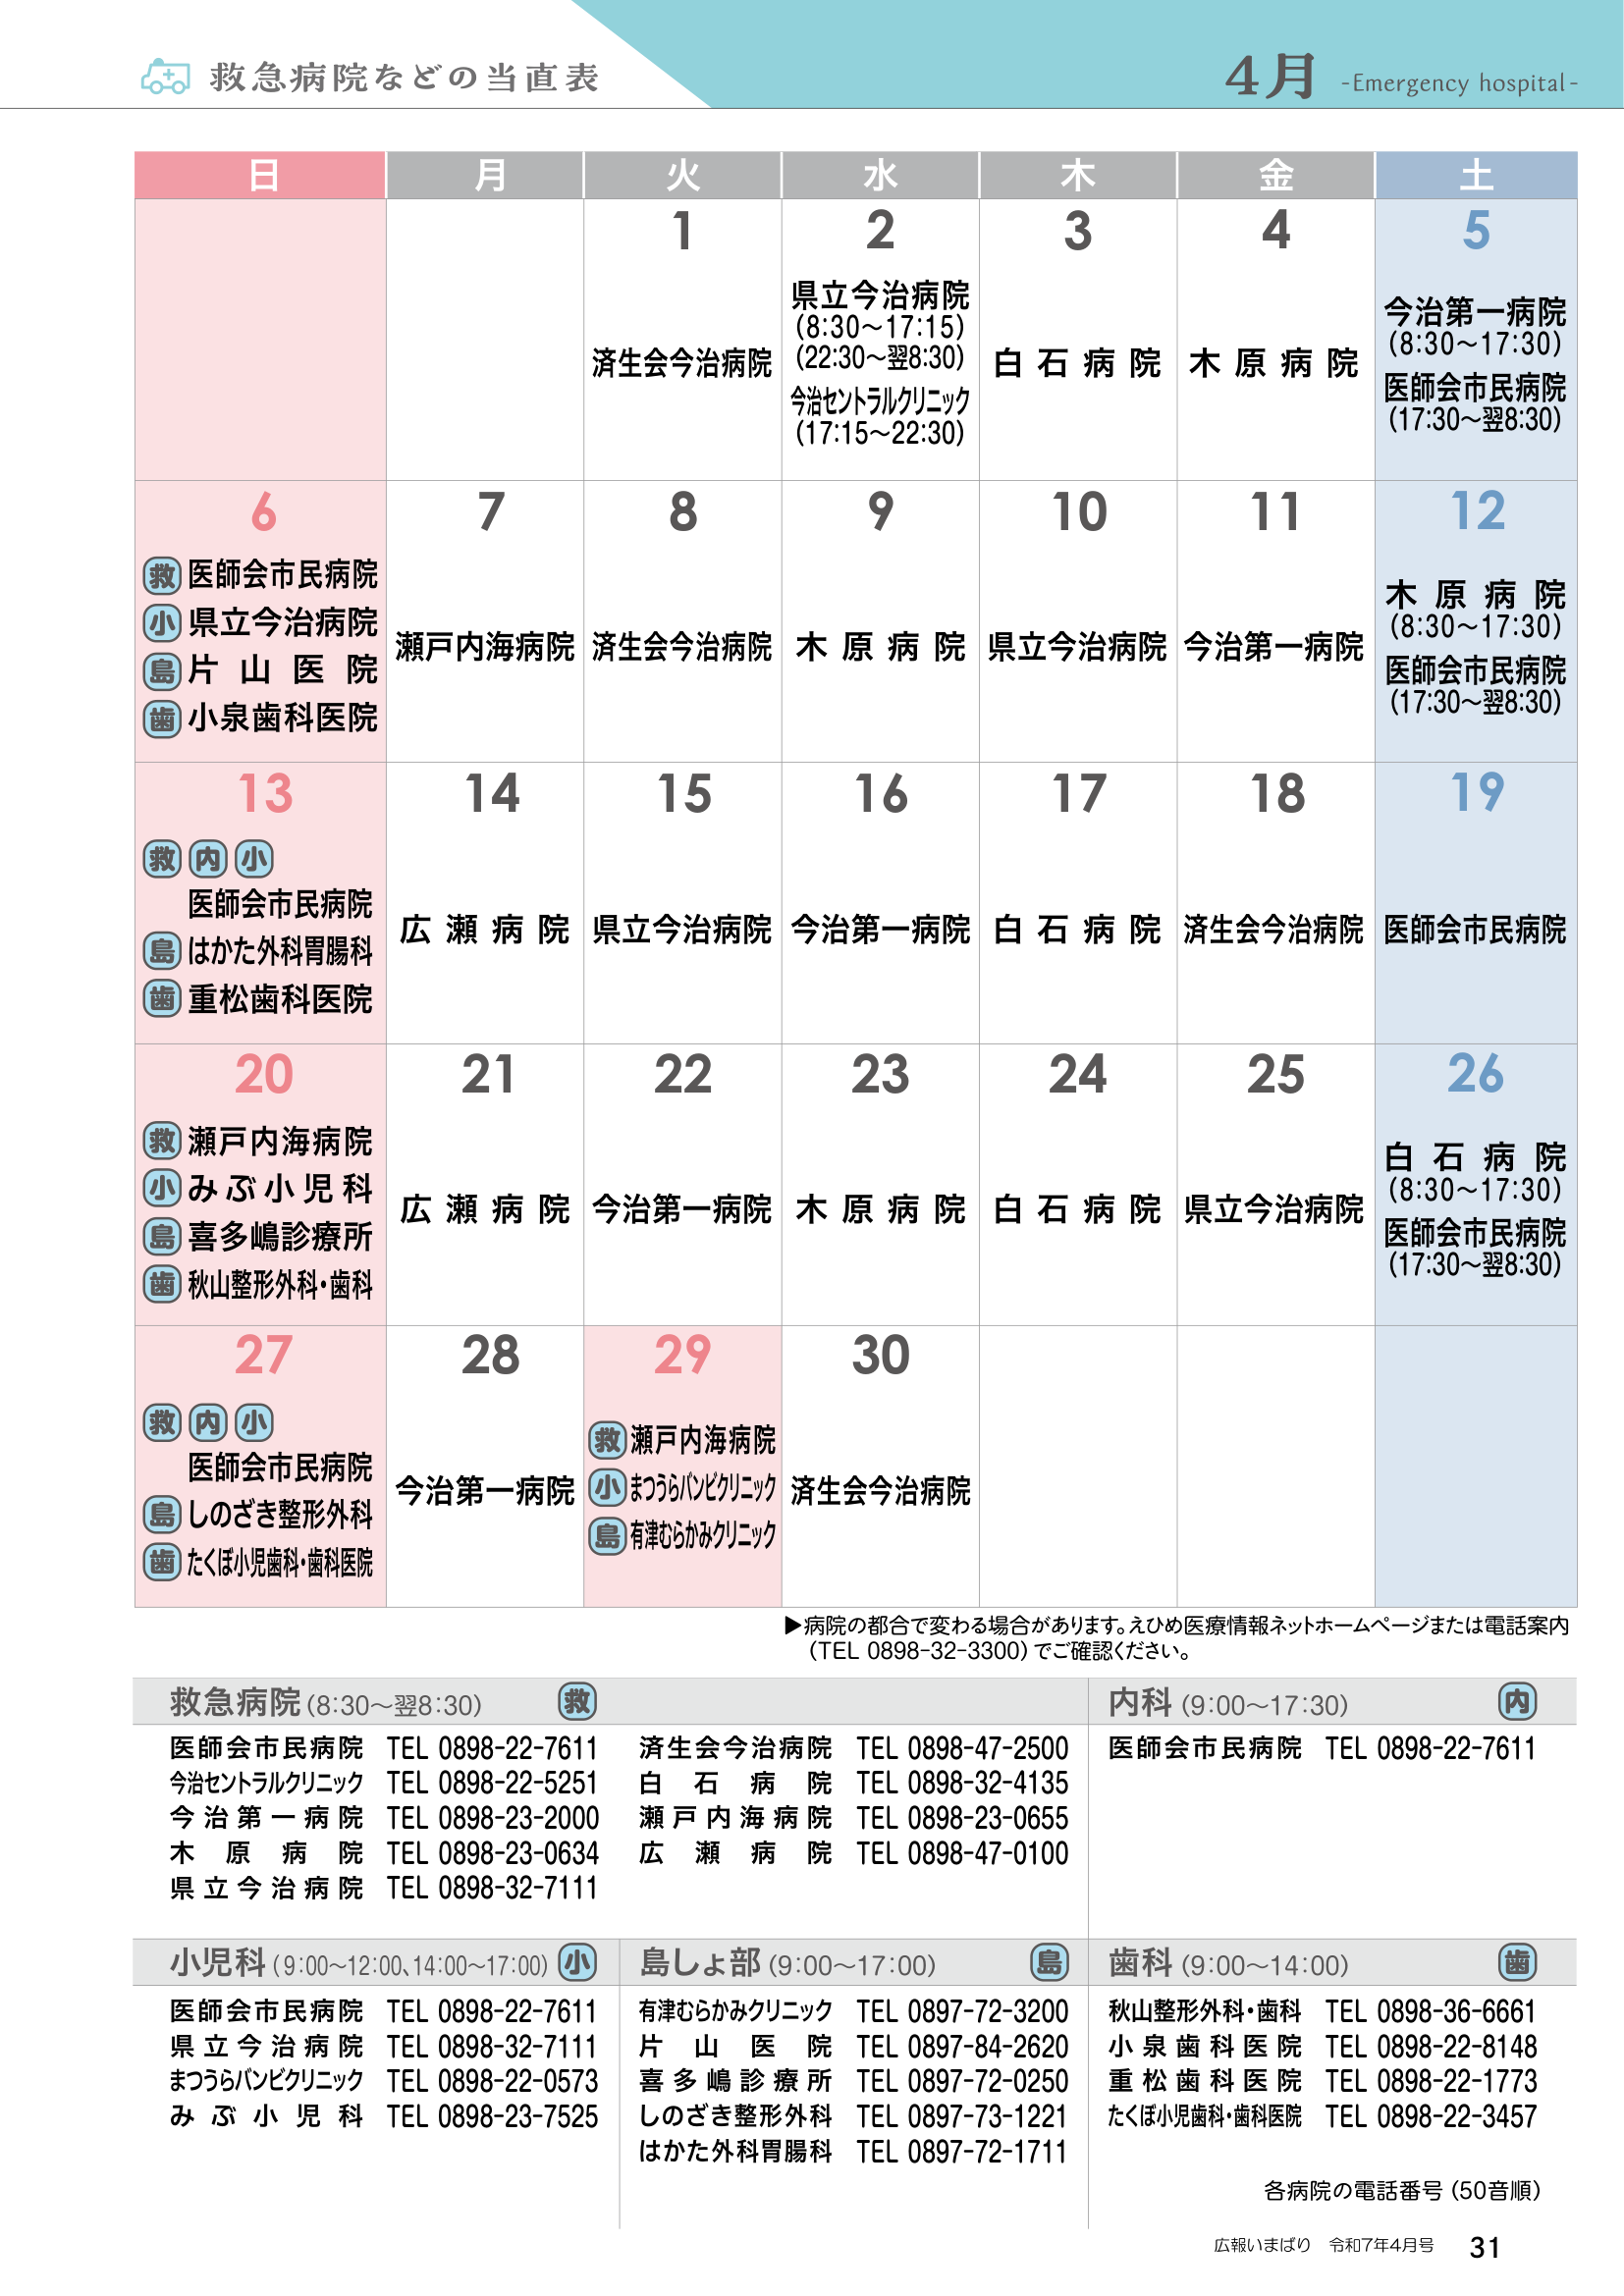 救急病院などの当直表
4月 -Emergency hospital-
日 月 火 水 木 金 土
1
済生会今治病院
2
県立今治病院
(8:30～17:15)
(22:30～翌8:30)
今治セントラルクリニック
(17:15～22:30)
3
白石病院
4
木原病院
5
今治第一病院
(8:30～17:30)
医師会市民病院
(17:30～翌8:30)
6
救 医師会市民病院
小 県立今治病院
島 片山医院
歯 小泉歯科医院
7
瀬戸内海病院
8
済生会今治病院
9
木原病院
10
県立今治病院
11
今治第一病院
12
木原病院
(8:30～17:30)
医師会市民病院
(17:30～翌8:30)
13
救 内 小
医師会市民病院
島 はかた外科胃腸科
歯 重松歯科医院
14
広瀬病院
15
県立今治病院
16
今治第一病院
17
白石病院
18
済生会今治病院
19
医師会市民病院
20
救 瀬戸内海病院
小 みぶ小児科
島 喜多嶋診療所
歯 秋山整形外科・歯科
21
広瀬病院
22
今治第一病院
23
木原病院
24
白石病院
25
県立今治病院
26
白石病院
(8:30～17:30)
医師会市民病院
(17:30～翌8:30)
27
救 内 小
医師会市民病院
島 しのざき整形外科
歯 たくぼ小児歯科・歯科医院
28
今治第一病院
29
救 瀬戸内海病院
小 まつうらバンビクリニック
島 有津むらかみクリニック
30
済生会今治病院
▶病院の都合で変わる場合があります。えひめ医療情報ネットホームページまたは電話案内
(TEL 0898-32-3300)でご確認ください。
救急病院(8:30～翌8:30) 救
医師会市民病院 TEL 0898-22-7611
今治セントラルクリニック TEL 0898-22-5251
今治第一病院 TEL 0898-23-2000
木原病院 TEL 0898-23-0634
県立今治病院 TEL 0898-32-7111
済生会今治病院 TEL 0898-47-2500
白石病院 TEL 0898-32-4135
瀬戸内海病院 TEL 0898-23-0655
広瀬病院 TEL 0898-47-0100
内科(9:00～17:30) 内
医師会市民病院 TEL 0898-22-7611
小児科(9:00～12:00、14:00～17:00) 小
医師会市民病院 TEL 0898-22-7611
県立今治病院 TEL 0898-32-7111
まつうらバンビクリニック TEL 0898-22-0573
みぶ小児科 TEL 0898-23-7525
島しょ部(9:00～17:00) 島
有津むらかみクリニック TEL 0897-72-3200
片山医院 TEL 0897-84-2620
喜多嶋診療所 TEL 0897-72-0250
しのざき整形外科 TEL 0897-73-1221
はかた外科胃腸科 TEL 0897-72-1711
歯科(9:00～14:00) 歯
秋山整形外科・歯科 TEL 0898-36-6661
小泉歯科医院 TEL 0898-22-8148
重松歯科医院 TEL 0898-22-1773
たくぼ小児歯科・歯科医院 TEL 0898-22-3457
各病院の電話番号(50音順)
広報いまばり 令和7年4月号 31